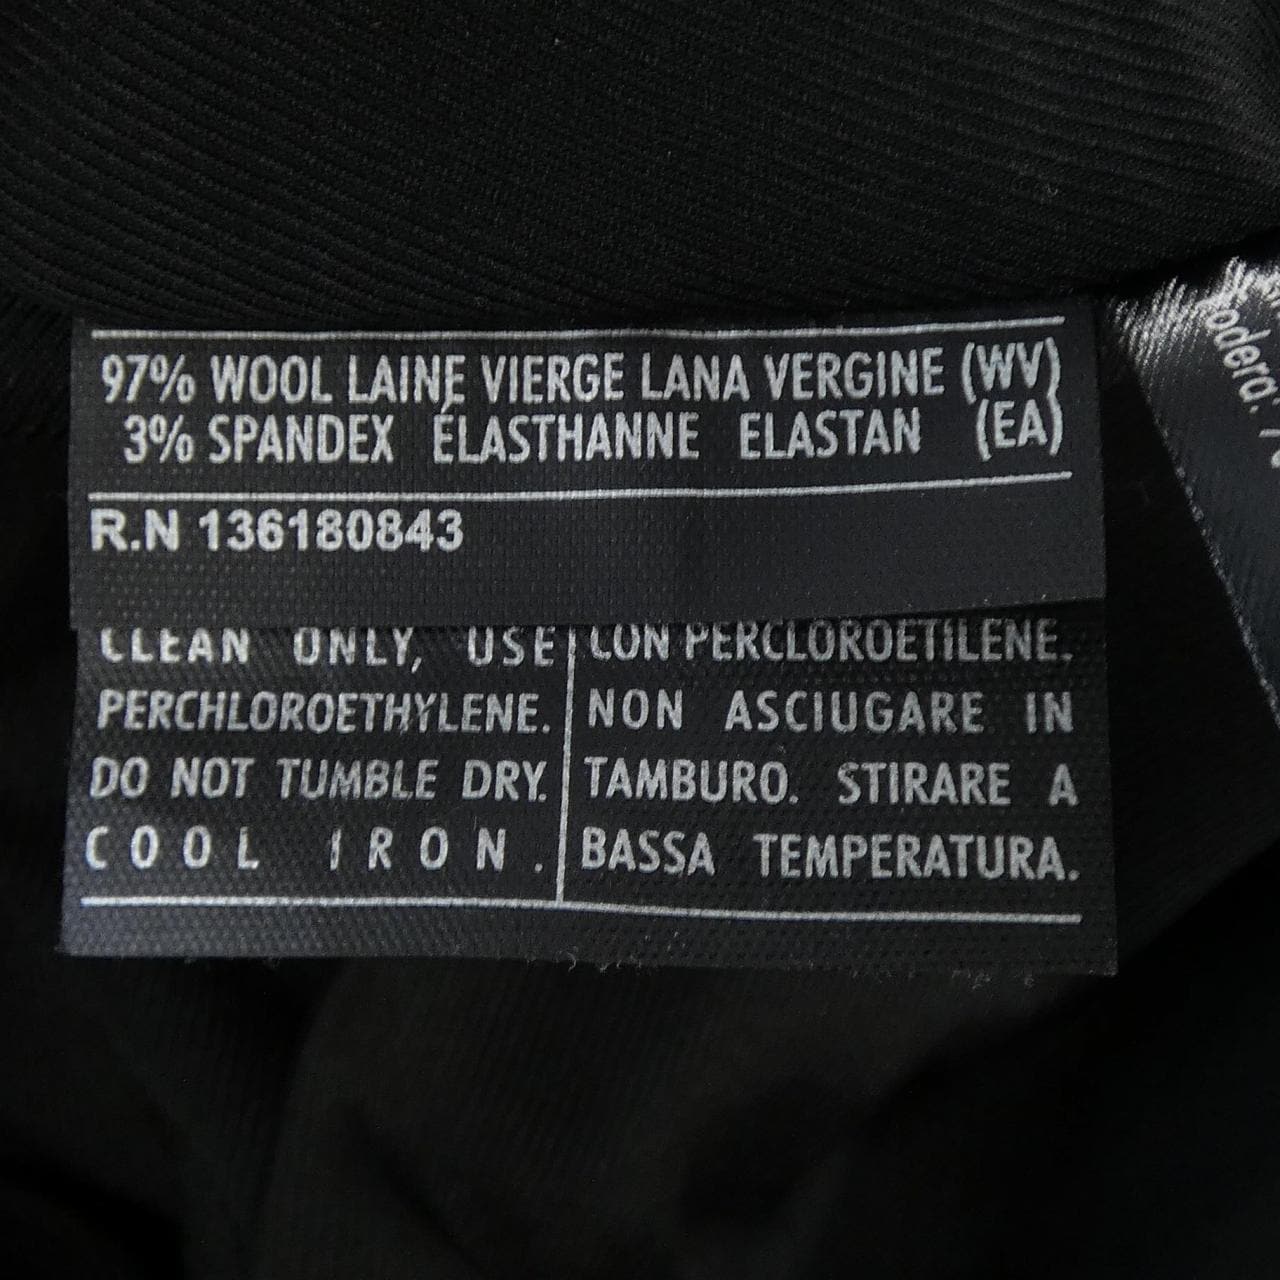 97% WOOL LAINE VIERGE LANA VERGINE (WV)
3% SPANDEX ÉLASTHANNE ELASTAN (EA)
R.N 136180843
CLEAN ONLY, USE
PERCHLOROETHYLENE.
DO NOT TUMBLE DRY.
COOL IRON.
CON PERCLOROETILENE.
NON ASCIUGARE IN
TAMBURO. STIRARE A
BASSA TEMPERATURA.